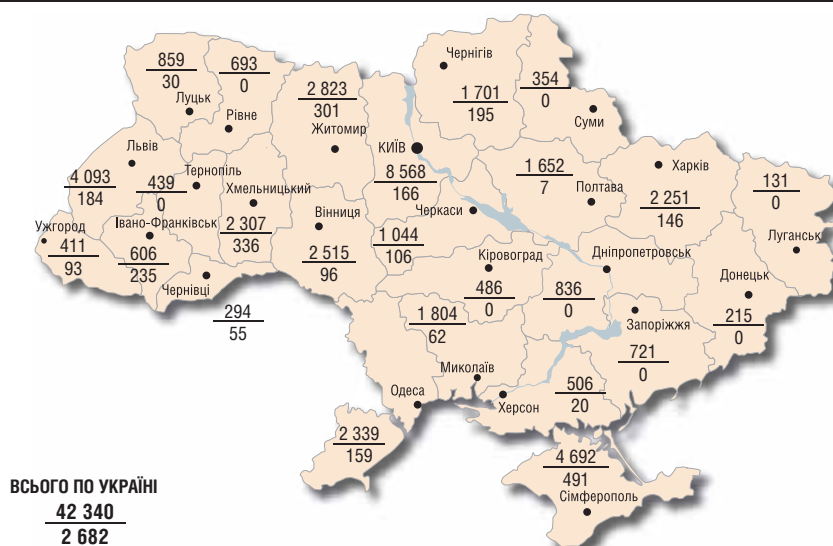 859
30
Луцьк
693
0
Рівне
2 823
301
Житомир
КИЇВ
8 568
166
Чернігів
1 701
195
354
0
Суми
Львів
4 093
184
Тернопіль
439
0
Хмельницький
2 307
336
Вінниця
2 515
96
Черкаси
1 044
106
1 652
7
Полтава
Харків
2 251
146
131
0
Луганськ
Ужгород
411
93
Івано-Франківськ
606
235
Чернівці
294
55
Кіровоград
486
0
Дніпропетровськ
836
0
Донецьк
215
0
Запоріжжя
721
0
1 804
62
Миколаїв
Одеса
2 339
159
Херсон
506
20
4 692
491
Сімферополь
ВСЬОГО ПО УКРАЇНІ
42 340
2 682